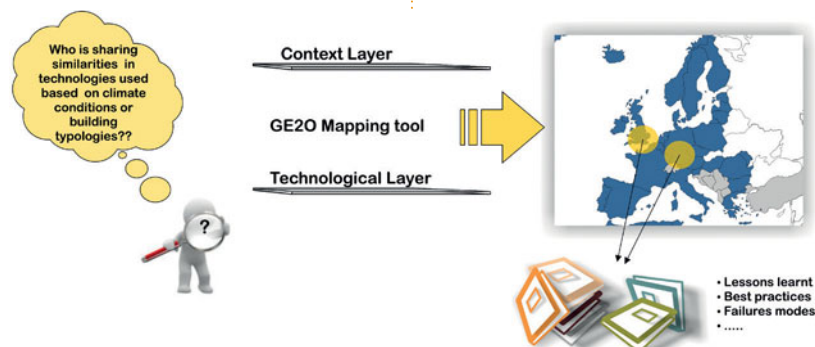 Who is sharing
similarities in
technologies used
based on climate
conditions or
building
typologies??
?
Context Layer
GE2O Mapping tool
Technological Layer
• Lessons learnt
• Best practices
• Failures modes
• .....